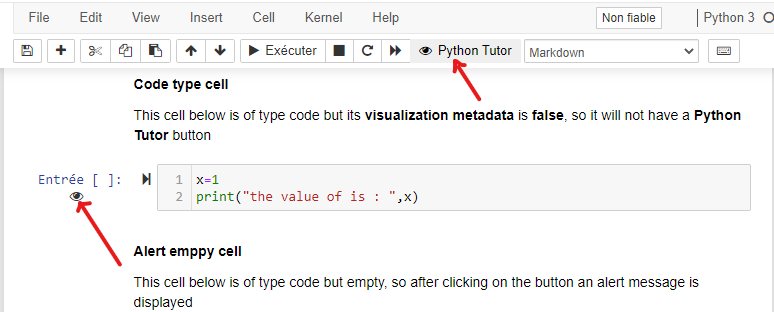 File Edit View Insert Cell Kernel Help Non fiable Python 3
Exécuter Python Tutor Markdown
Code type cell
This cell below is of type code but its visualization metadata is false, so it will not have a Python
Tutor button
Entrée [ ]: 1 x=1
2 print("the value of is : ",x)
Alert emppy cell
This cell below is of type code but empty, so after clicking on the button an alert message is
displayed